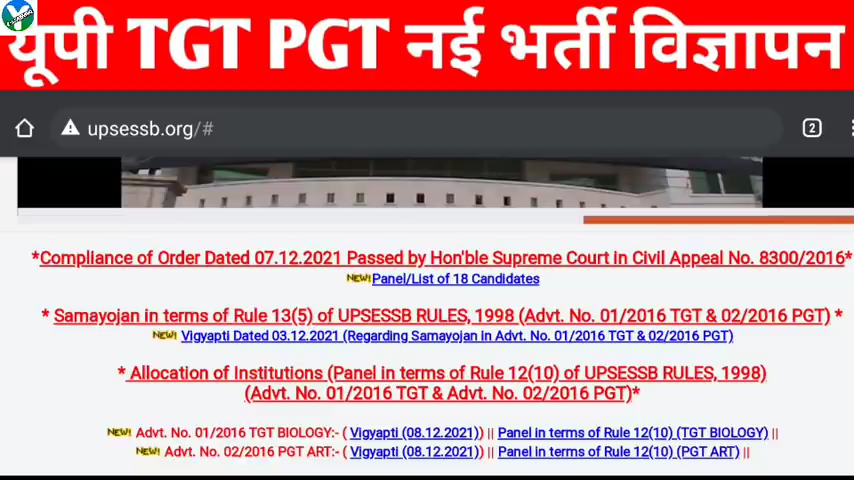 यूपी TGT PGT नई भर्ती विज्ञापन
upsessb.org/#
2
*Compliance of Order Dated 07.12.2021 Passed by Hon'ble Supreme Court in Civil Appeal No. 8300/2016*
NEW! Panel/List of 18 Candidates
* Samayojan in terms of Rule 13(5) of UPSESSB RULES, 1998 (Advt. No. 01/2016 TGT & 02/2016 PGT) *
NEW! Vigyapti Dated 03.12.2021 (Regarding Samayojan in Advt. No. 01/2016 TGT & 02/2016 PGT)
* Allocation of Institutions (Panel in terms of Rule 12(10) of UPSESSB RULES, 1998)
(Advt. No. 01/2016 TGT & Advt. No. 02/2016 PGT)*
NEW! Advt. No. 01/2016 TGT BIOLOGY:- ( Vigyapti (08.12.2021)) || Panel in terms of Rule 12(10) (TGT BIOLOGY) ||
NEW! Advt. No. 02/2016 PGT ART:- ( Vigyapti (08.12.2021)) || Panel in terms of Rule 12(10) (PGT ART) ||